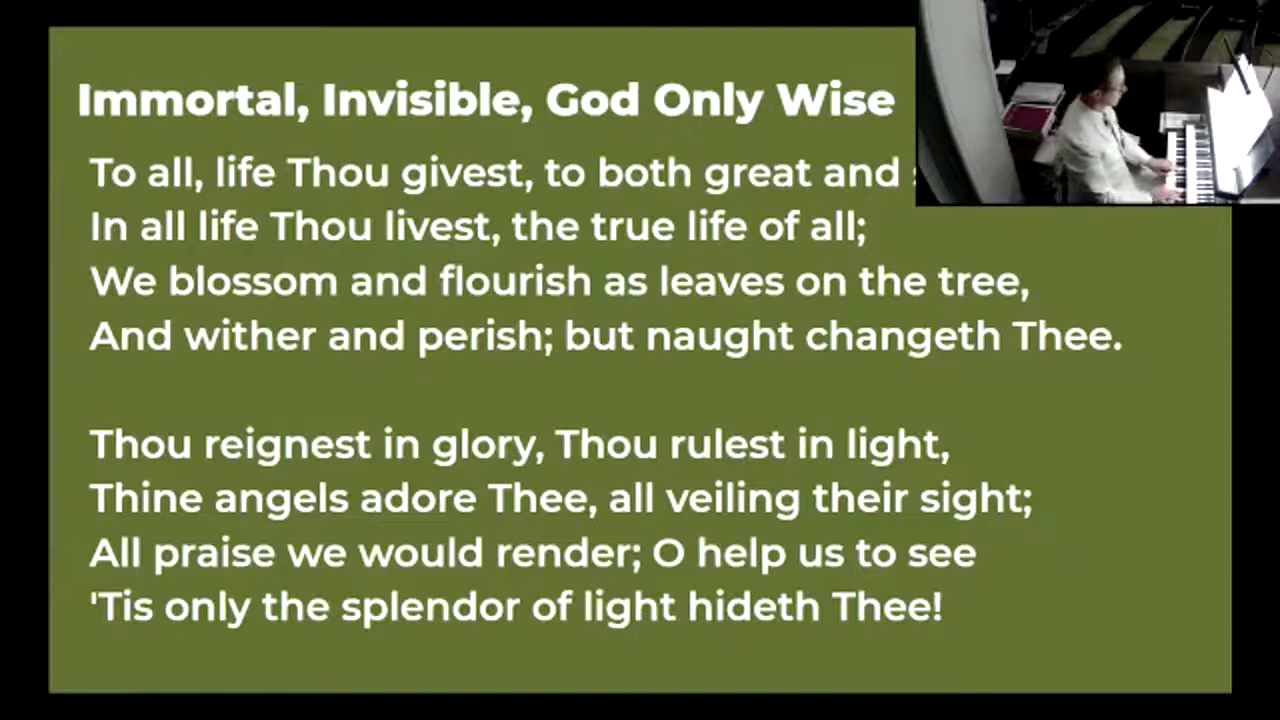 Immortal, Invisible, God Only Wise
To all, life Thou givest, to both great and
In all life Thou livest, the true life of all;
We blossom and flourish as leaves on the tree,
And wither and perish; but naught changeth Thee.
Thou reignest in glory, Thou rulest in light,
Thine angels adore Thee, all veiling their sight;
All praise we would render; O help us to see
'Tis only the splendor of light hideth Thee!